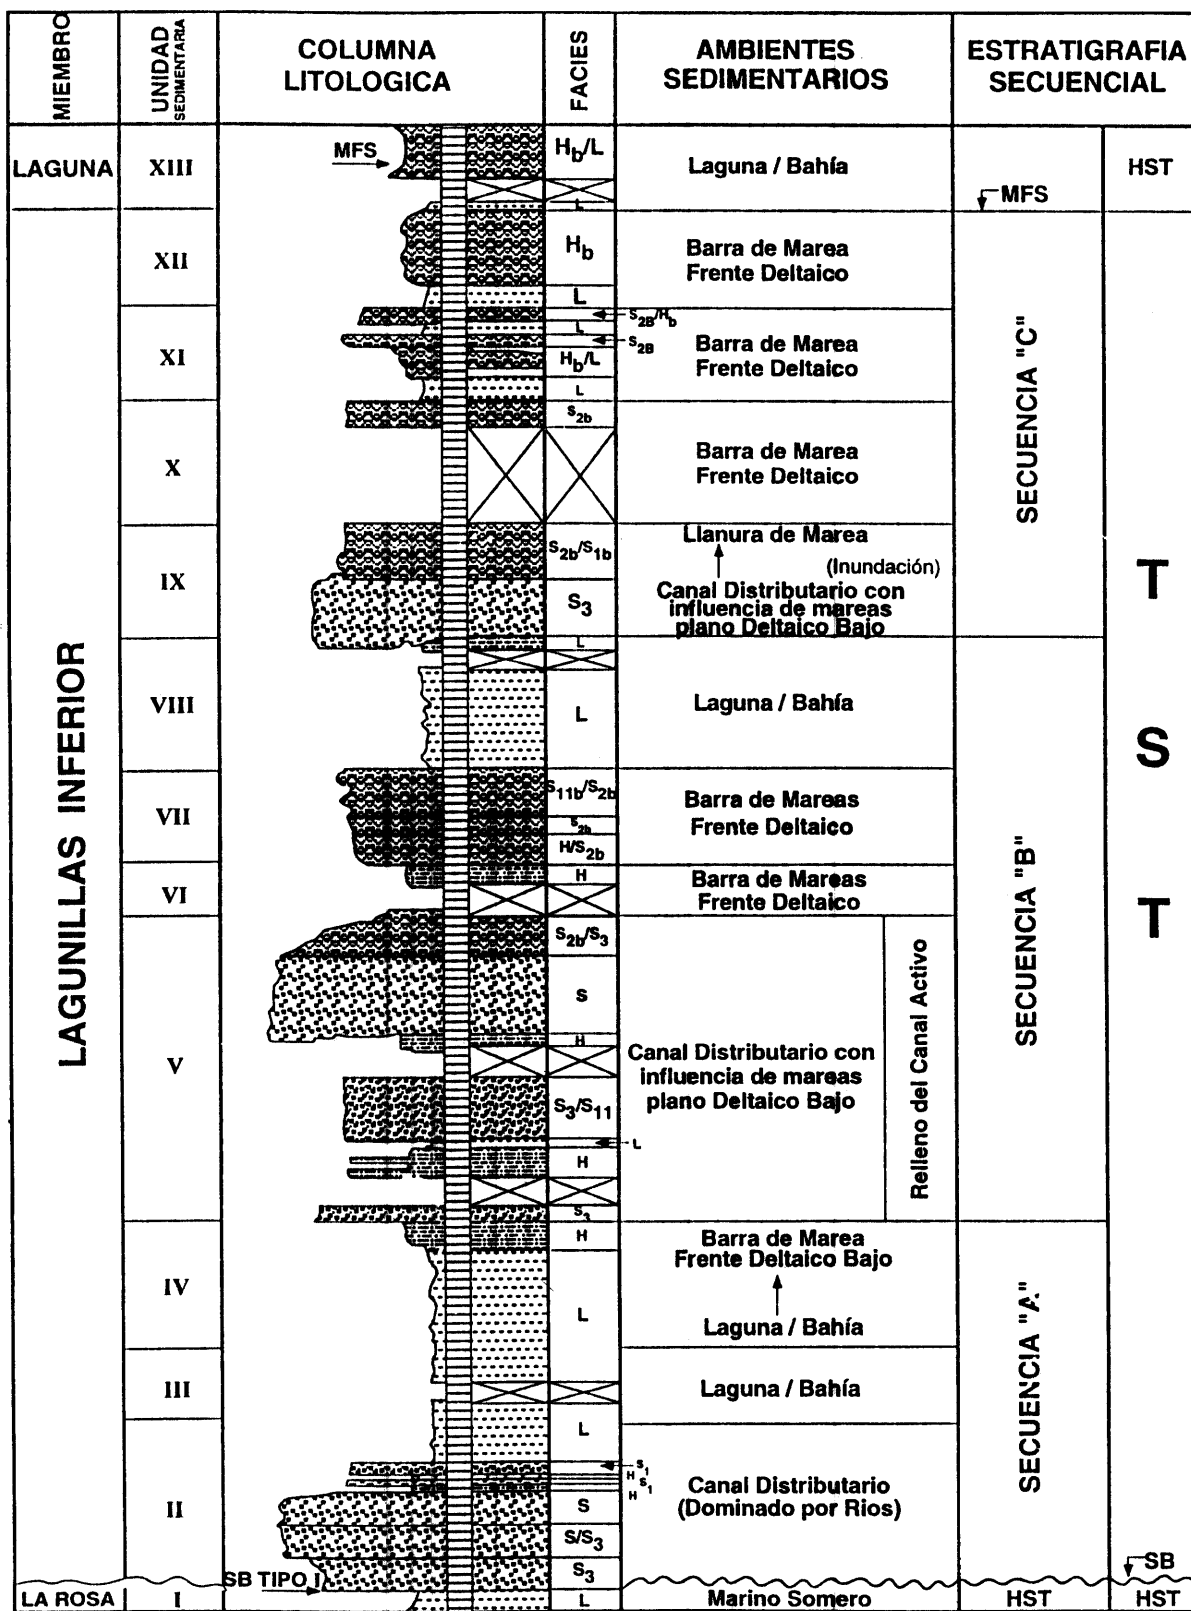 MIEMBRO
UNIDAD
SEDIMENTARIA
COLUMNA
LITOLOGICA
FACIES
AMBIENTES
SEDIMENTARIOS
ESTRATIGRAFIA
SECUENCIAL
LAGUNA
XIII
MFS
Hb/L
L
Laguna / Bahía
MFS
HST
LAGUNILLAS INFERIOR
XII
Hb
L
Barra de Marea
Frente Deltaico
XI
S2B/Hb
L
S2B
Hb/L
L
Barra de Marea
Frente Deltaico
X
S2b
Barra de Marea
Frente Deltaico
SECUENCIA "C"
IX
S2b/S1b
S3
L
Llanura de Marea
(Inundación)
Canal Distributario con
influencia de mareas
plano Deltaico Bajo
T
S
T
VIII
L
Laguna / Bahía
VII
S11b/S2b
S2b
H/S2b
Barra de Mareas
Frente Deltaico
VI
H
Barra de Mareas
Frente Deltaico
SECUENCIA "B"
V
S2b/S3
S
H
S3/S11
L
H
S3
Canal Distributario con
influencia de mareas
plano Deltaico Bajo
Relleno del Canal Activo
IV
H
L
Barra de Marea
Frente Deltaico Bajo
Laguna / Bahía
III
Laguna / Bahía
SECUENCIA "A"
II
L
S1
H
S1
H
S
S/S3
S3
Canal Distributario
(Dominado por Rios)
SB TIPO I
SB
LA ROSA
I
L
Marino Somero
HST
HST